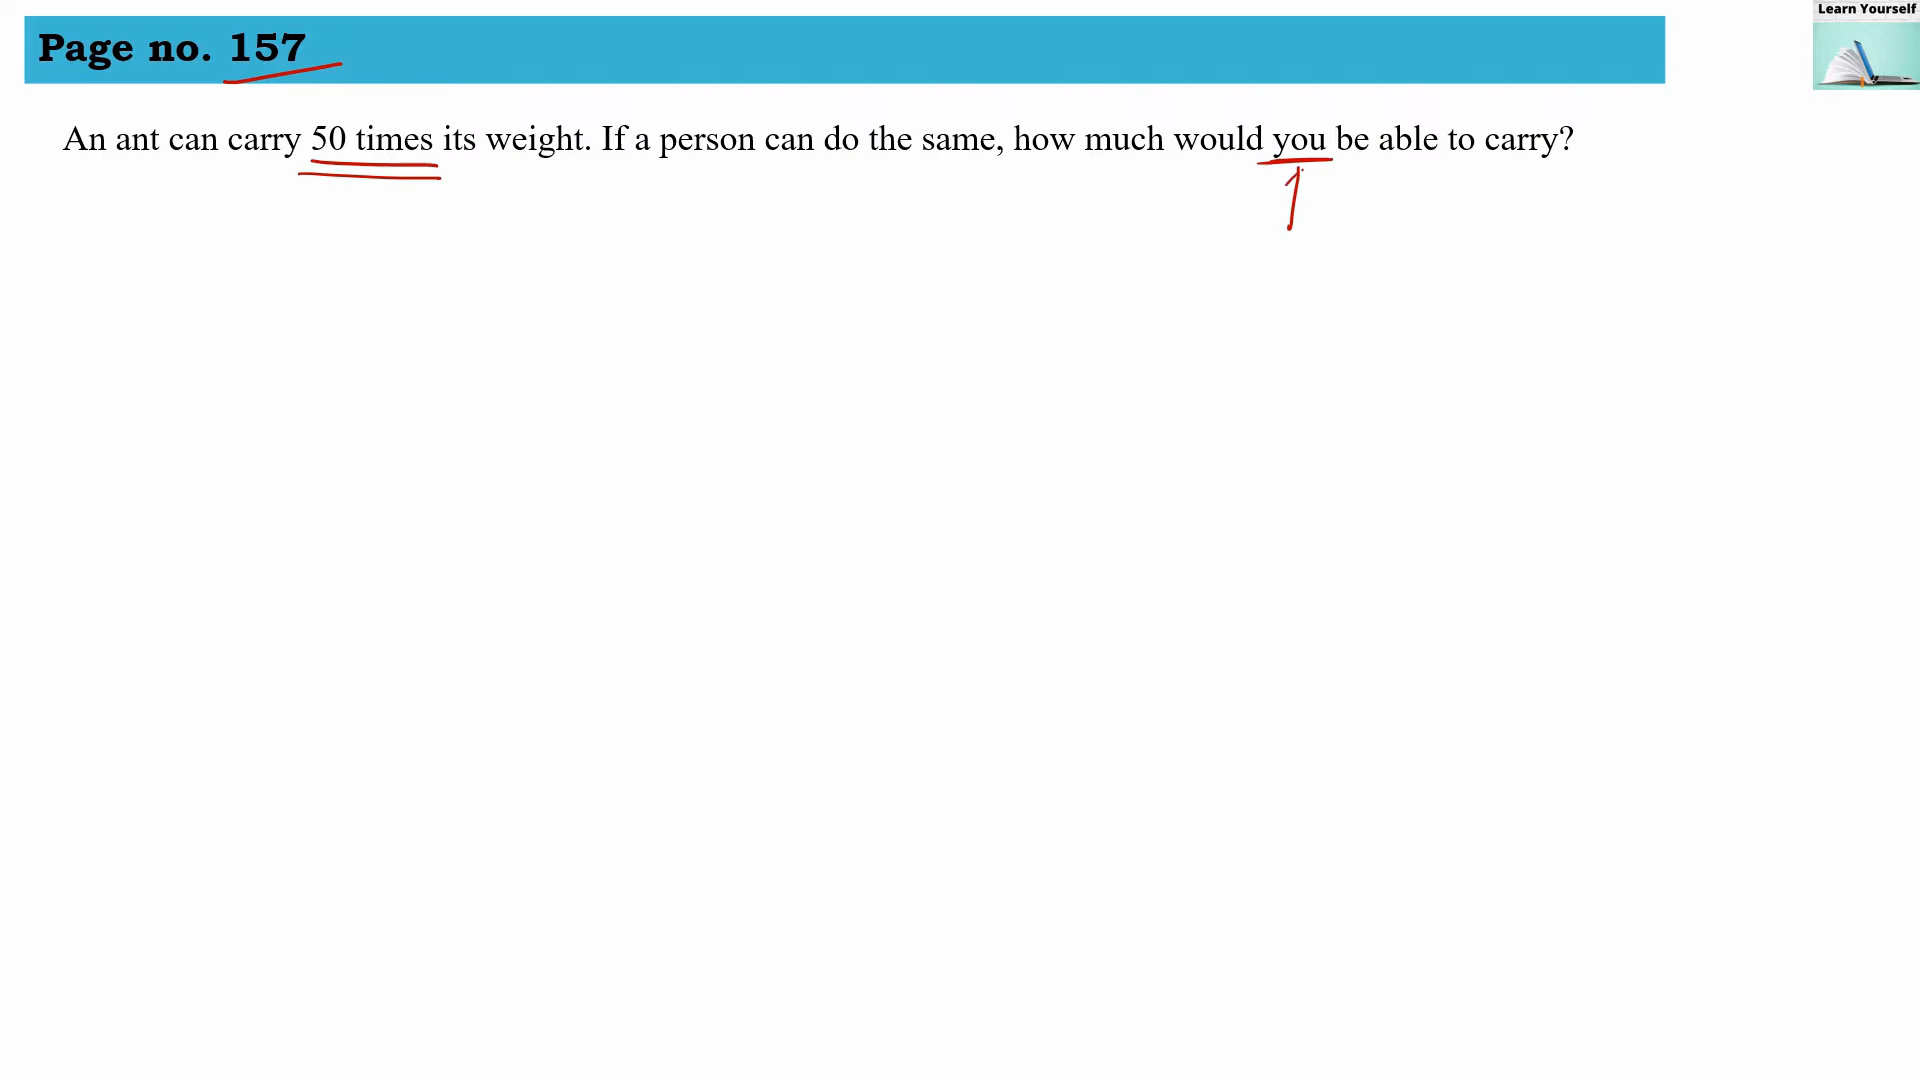 Learn Yourself
Page no. 157
An ant can carry 50 times its weight. If a person can do the same, how much would you be able to carry?